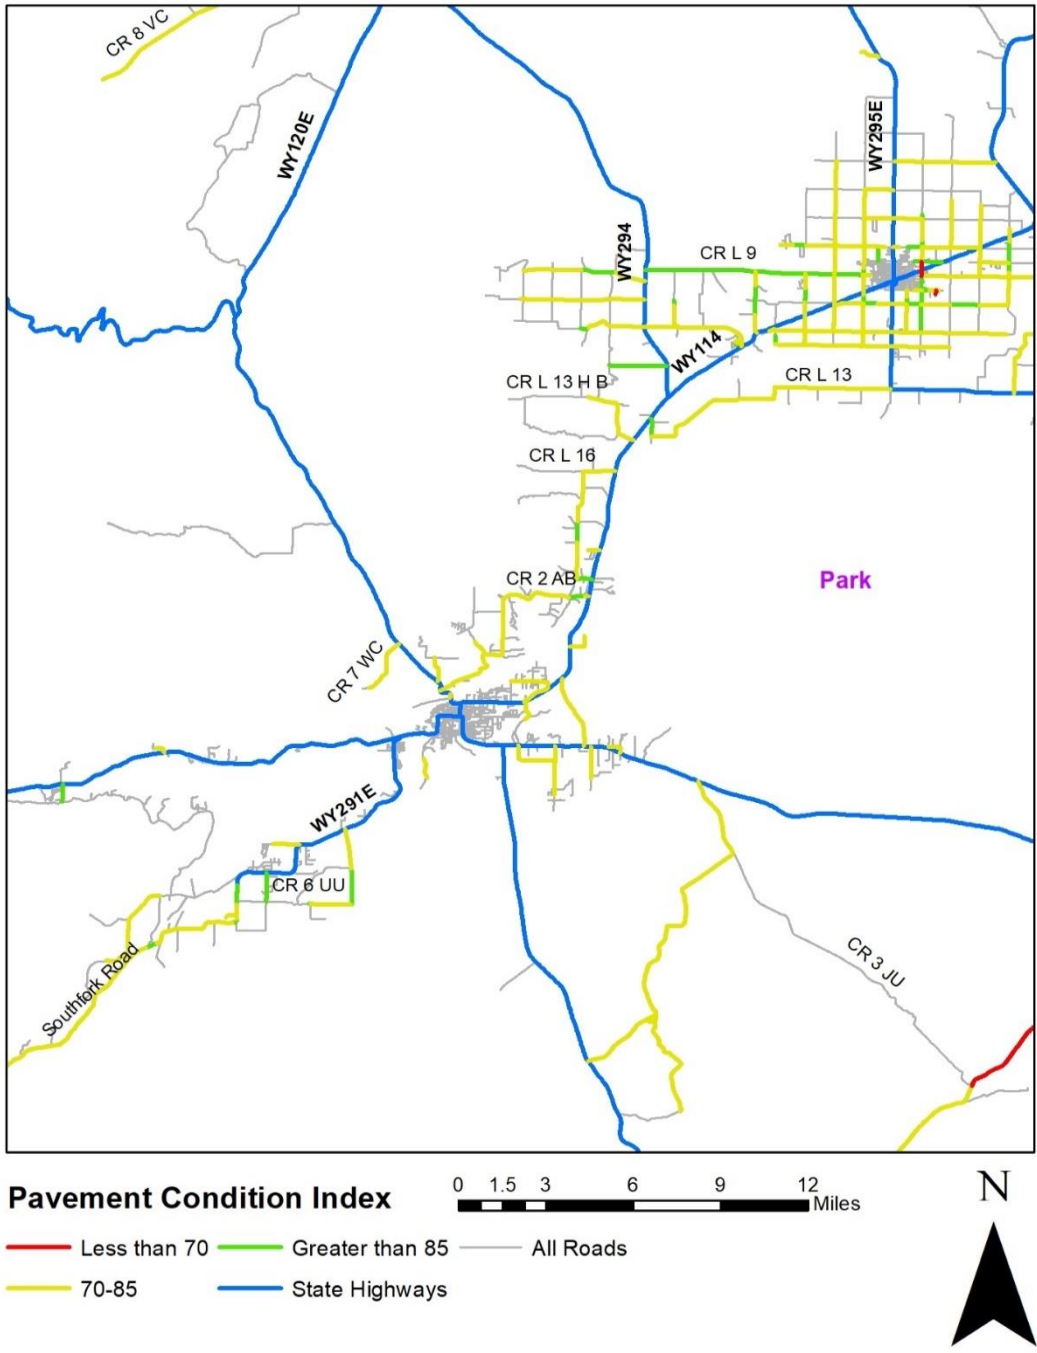 CR 8 VC
WY120E
WY295E
WY294
CR L 9
WY114
CR L 13 H B
CR L 13
CR L 16
CR 2 AB
Park
CR 7 WC
WY291E
CR 6 UU
Southfork Road
CR 3 JU
Pavement Condition Index
0 1.5 3 6 9 12
Miles
N
Less than 70 Greater than 85 All Roads
70-85 State Highways